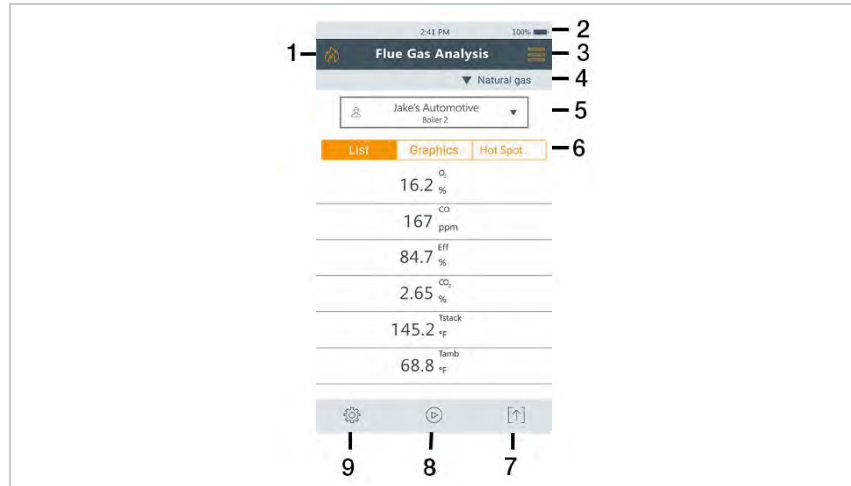 2:41 PM 100% 2
1 Flue Gas Analysis 3
Natural gas 4
Jake's Automotive
Boiler 2
5
List Graphics Hot Spot 6
16.2 O₂
%
167 CO
ppm
84.7 Eff
%
2.65 CO₂
%
145.2 Tstack
°F
68.8 Tamb
°F
9 8 7